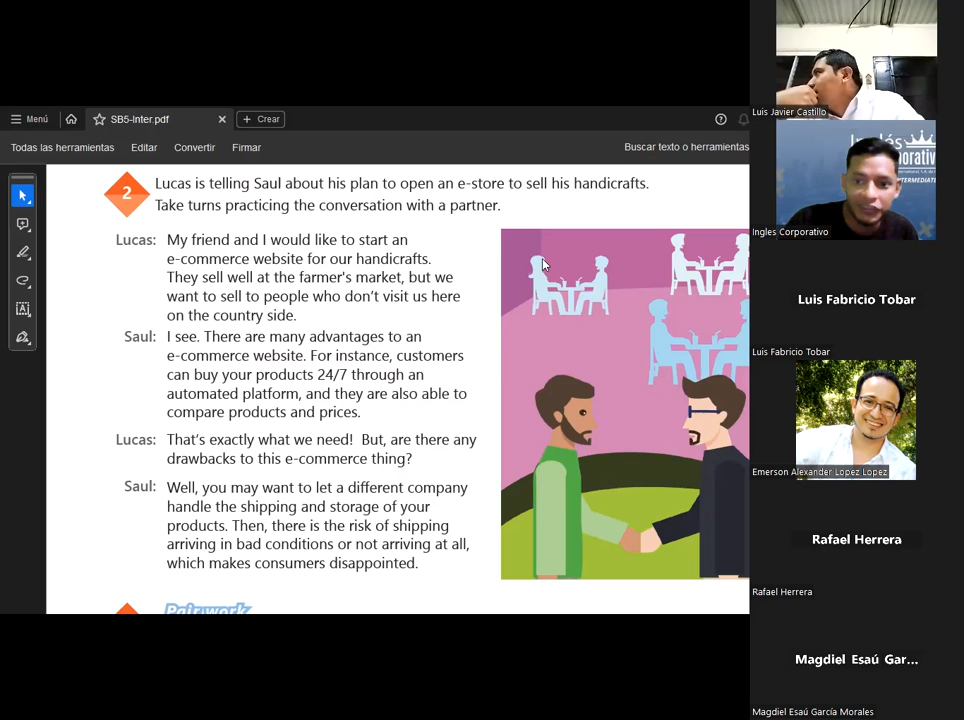 Menú
SB5-Inter.pdf
Crear
Todas las herramientas
Editar
Convertir
Firmar
Buscar texto o herramientas
2
Lucas is telling Saul about his plan to open an e-store to sell his handicrafts.
Take turns practicing the conversation with a partner.
Lucas: My friend and I would like to start an
e-commerce website for our handicrafts.
They sell well at the farmer's market, but we
want to sell to people who don't visit us here
on the country side.
Saul: I see. There are many advantages to an
e-commerce website. For instance, customers
can buy your products 24/7 through an
automated platform, and they are also able to
compare products and prices.
Lucas: That's exactly what we need! But, are there any
drawbacks to this e-commerce thing?
Saul: Well, you may want to let a different company
handle the shipping and storage of your
products. Then, there is the risk of shipping
arriving in bad conditions or not arriving at all,
which makes consumers disappointed.
Pair work
Luis Javier Castillo
Ingles Corporativo
Luis Fabricio Tobar
Luis Fabricio Tobar
Emerson Alexander Lopez Lopez
Rafael Herrera
Rafael Herrera
Magdiel Esaú Gar...
Magdiel Esaú García Morales